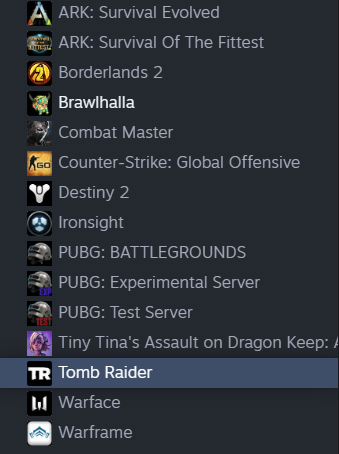 ARK: Survival Evolved
ARK: Survival Of The Fittest
Borderlands 2
Brawlhalla
Combat Master
Counter-Strike: Global Offensive
Destiny 2
Ironsight
PUBG: BATTLEGROUNDS
PUBG: Experimental Server
PUBG: Test Server
Tiny Tina's Assault on Dragon Keep: A
TR Tomb Raider
Warface
Warframe